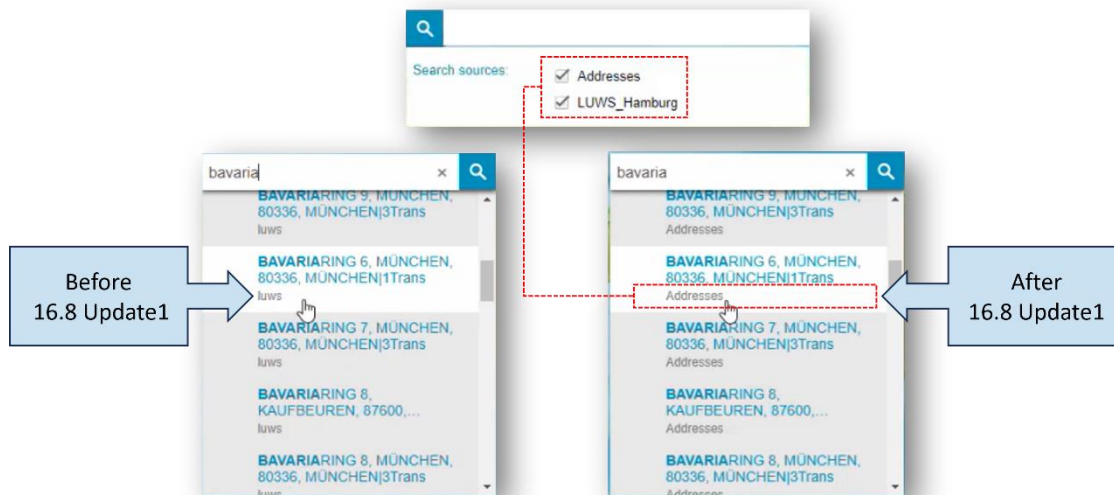 Search sources:
Addresses
LUWS_Hamburg
bavaria
BAVARIARING 9, MÜNCHEN,
80336, MÜNCHEN|3Trans
luws
BAVARIARING 6, MÜNCHEN,
80336, MÜNCHEN|1Trans
luws
BAVARIARING 7, MÜNCHEN,
80336, MÜNCHEN|3Trans
luws
BAVARIARING 8,
KAUFBEUREN, 87600,...
luws
BAVARIARING 8, MÜNCHEN,
80336, MÜNCHEN|3Trans
luws
Before
16.8 Update1
bavaria
BAVARIARING 9, MÜNCHEN,
80336, MÜNCHEN|3Trans
Addresses
BAVARIARING 6, MÜNCHEN,
80336, MÜNCHEN|1Trans
Addresses
BAVARIARING 7, MÜNCHEN,
80336, MÜNCHEN|3Trans
Addresses
BAVARIARING 8,
KAUFBEUREN, 87600,...
Addresses
BAVARIARING 8, MÜNCHEN,
80336, MÜNCHEN|3Trans
Addresses
After
16.8 Update1